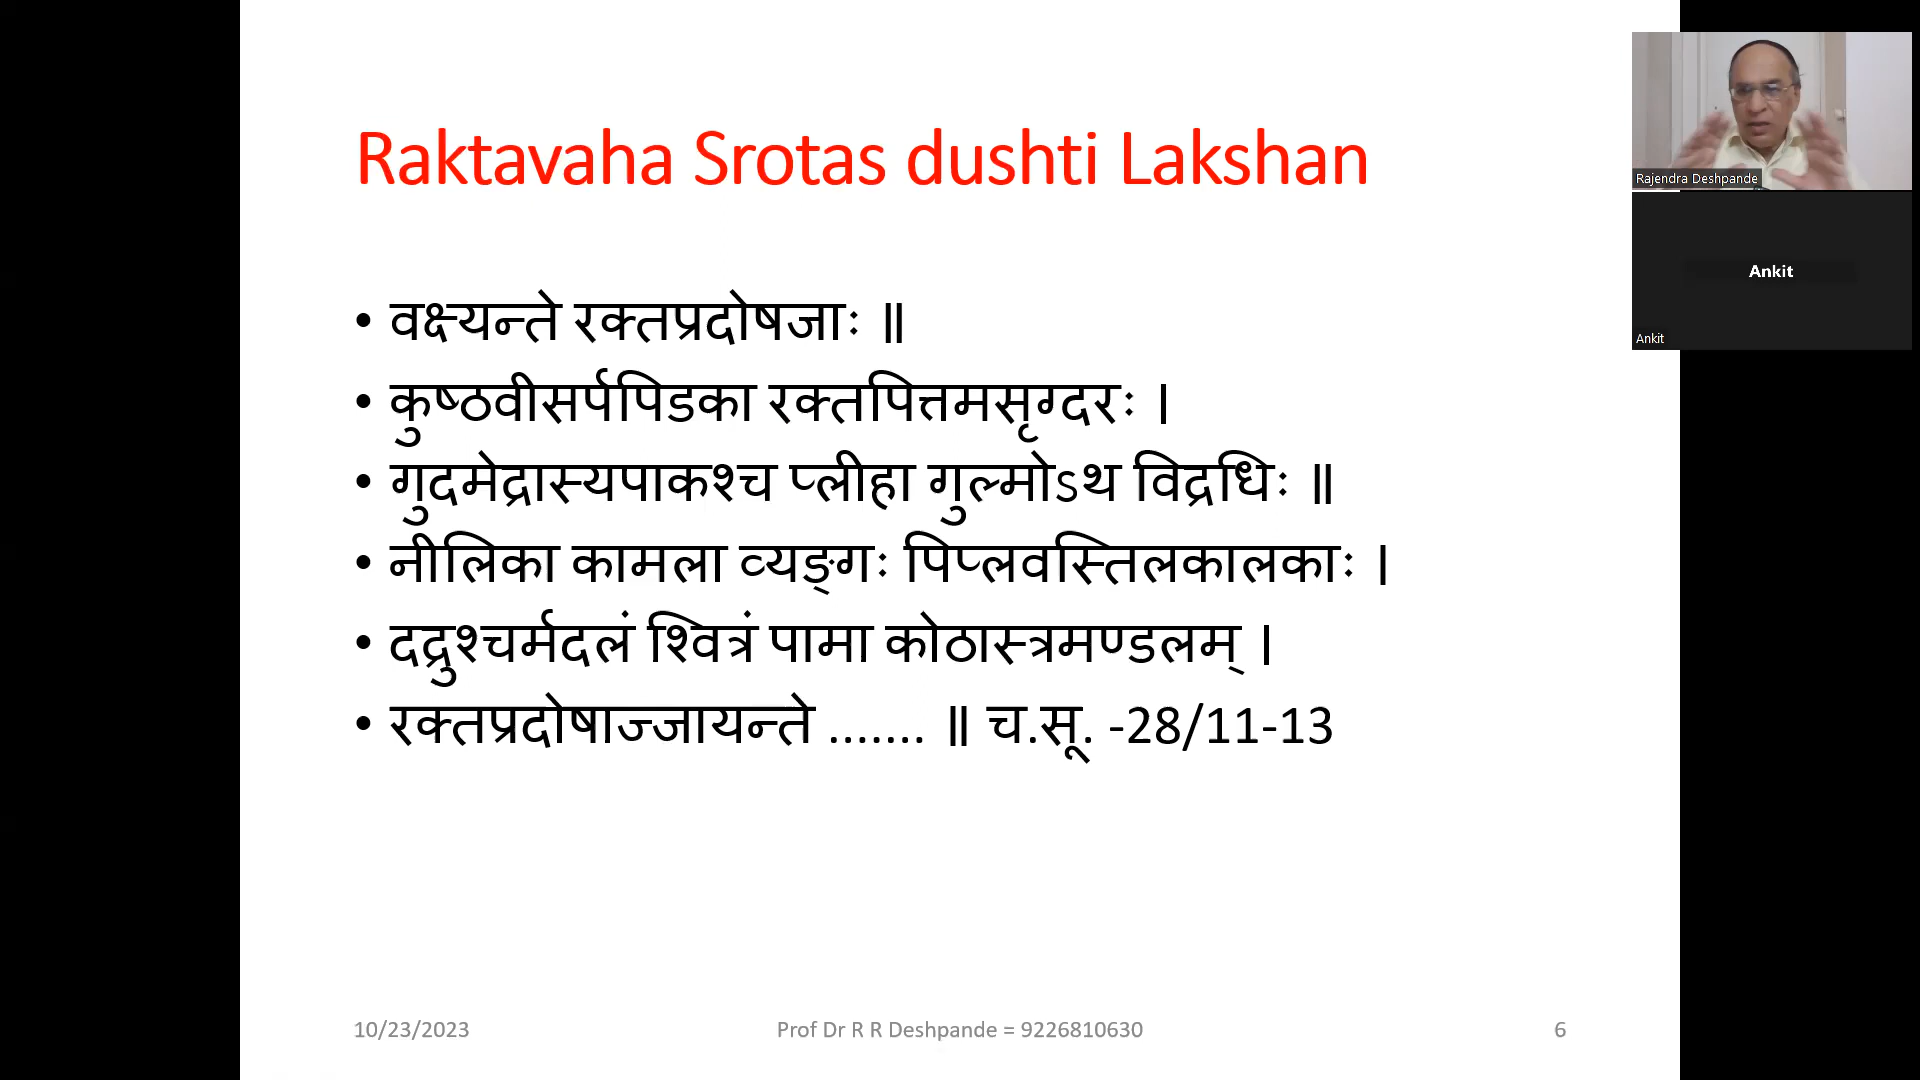 Raktavaha Srotas dushti Lakshan
• वक्ष्यन्ते रक्तप्रदोषजाः ॥
• कुष्ठवीसर्पपिडका रक्तपित्तमसृग्दरः ।
• गुदमेद्रास्यपाकश्च प्लीहा गुल्मोऽथ विद्रधिः ॥
• नीलिका कामला व्यङ्गः पिप्लवस्तिलकालकाः ।
• दद्रुश्चर्मदलं श्वित्रं पामा कोठास्त्रमण्डलम् ।
• रक्तप्रदोषाज्जायन्ते ....... ॥ च.सू. -28/11-13
10/23/2023
Prof Dr R R Deshpande = 9226810630
6
Rajendra Deshpande
Ankit
Ankit